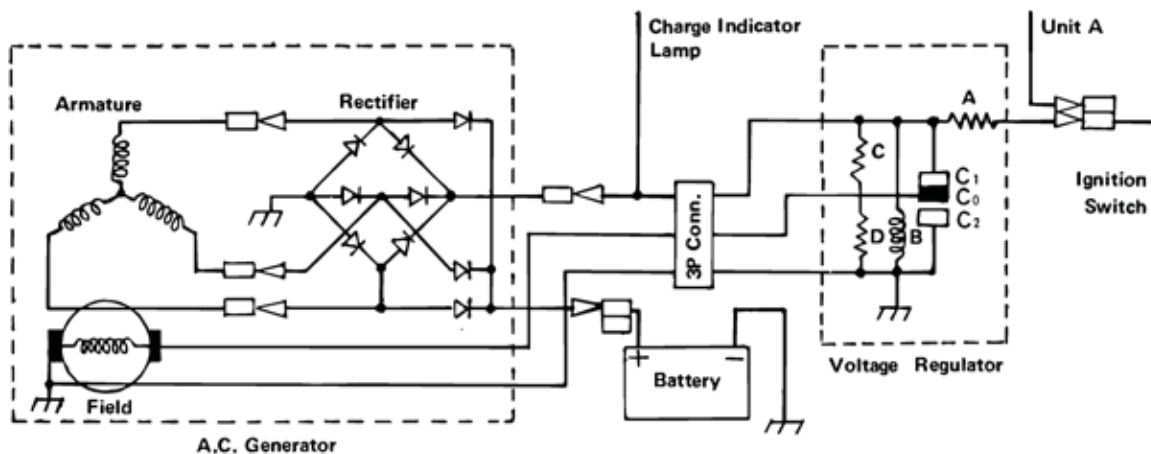 Charge Indicator
Lamp
Unit A
Armature
Rectifier
A
C
C1
C0
C2
D
B
Ignition
Switch
3P Conn.
+
−
Battery
Voltage Regulator
Field
A.C. Generator